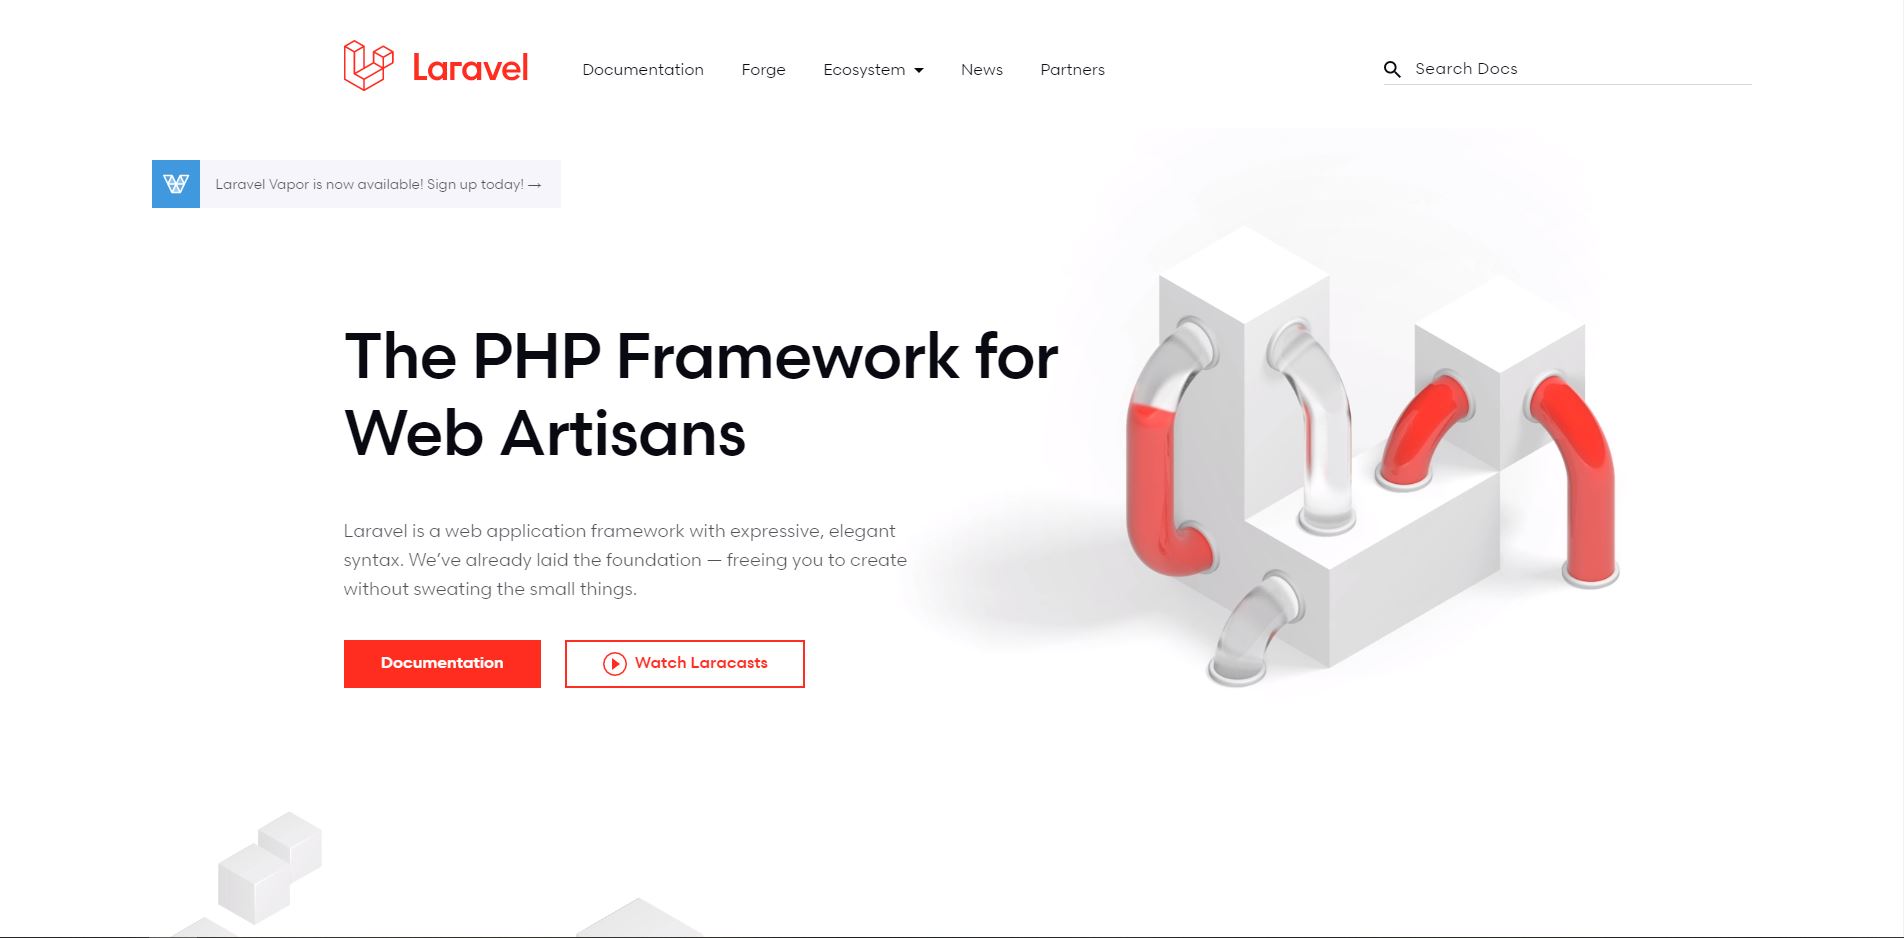 Laravel
Documentation
Forge
Ecosystem
News
Partners
Search Docs
Laravel Vapor is now available! Sign up today! →
The PHP Framework for
Web Artisans
Laravel is a web application framework with expressive, elegant
syntax. We’ve already laid the foundation — freeing you to create
without sweating the small things.
Documentation
Watch Laracasts